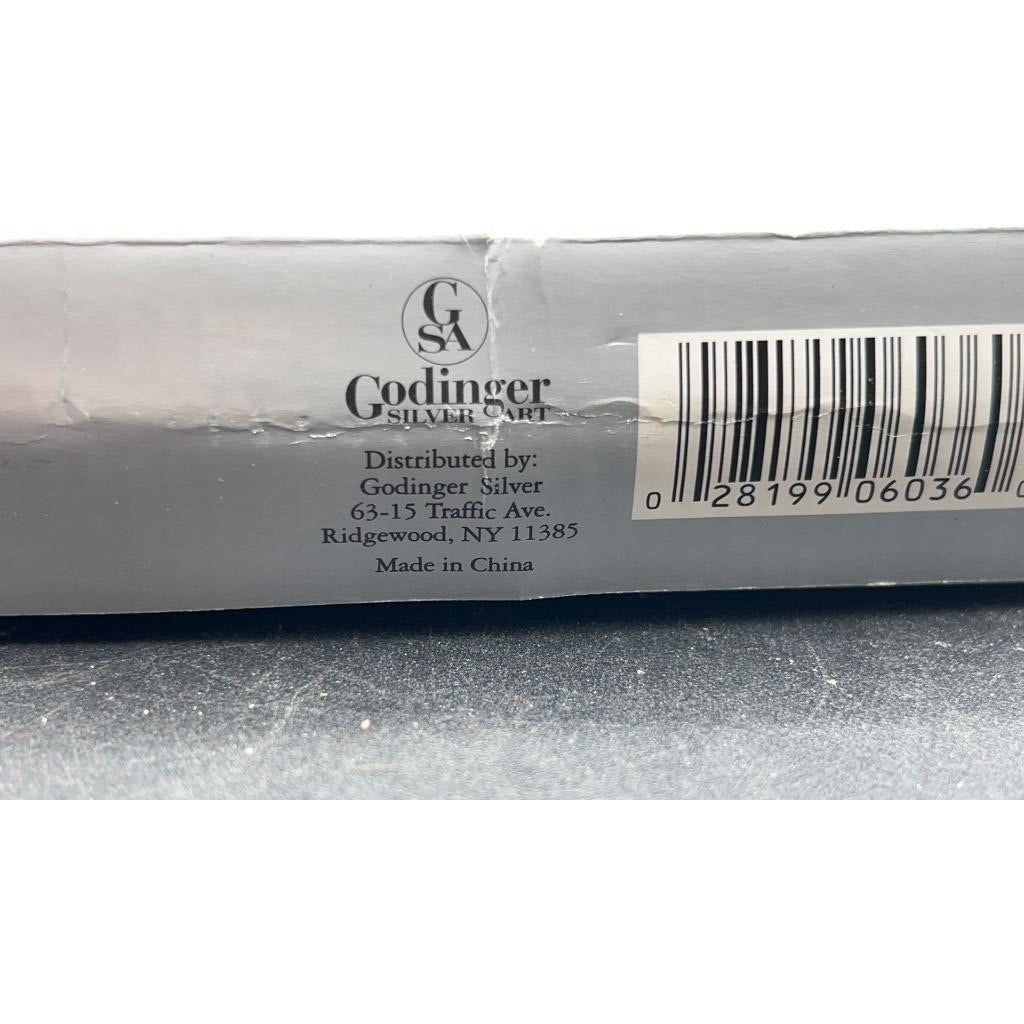 G
SA
Godinger
SILVER ART
Distributed by:
Godinger Silver
63-15 Traffic Ave.
Ridgewood, NY 11385
Made in China
0 28199 06036